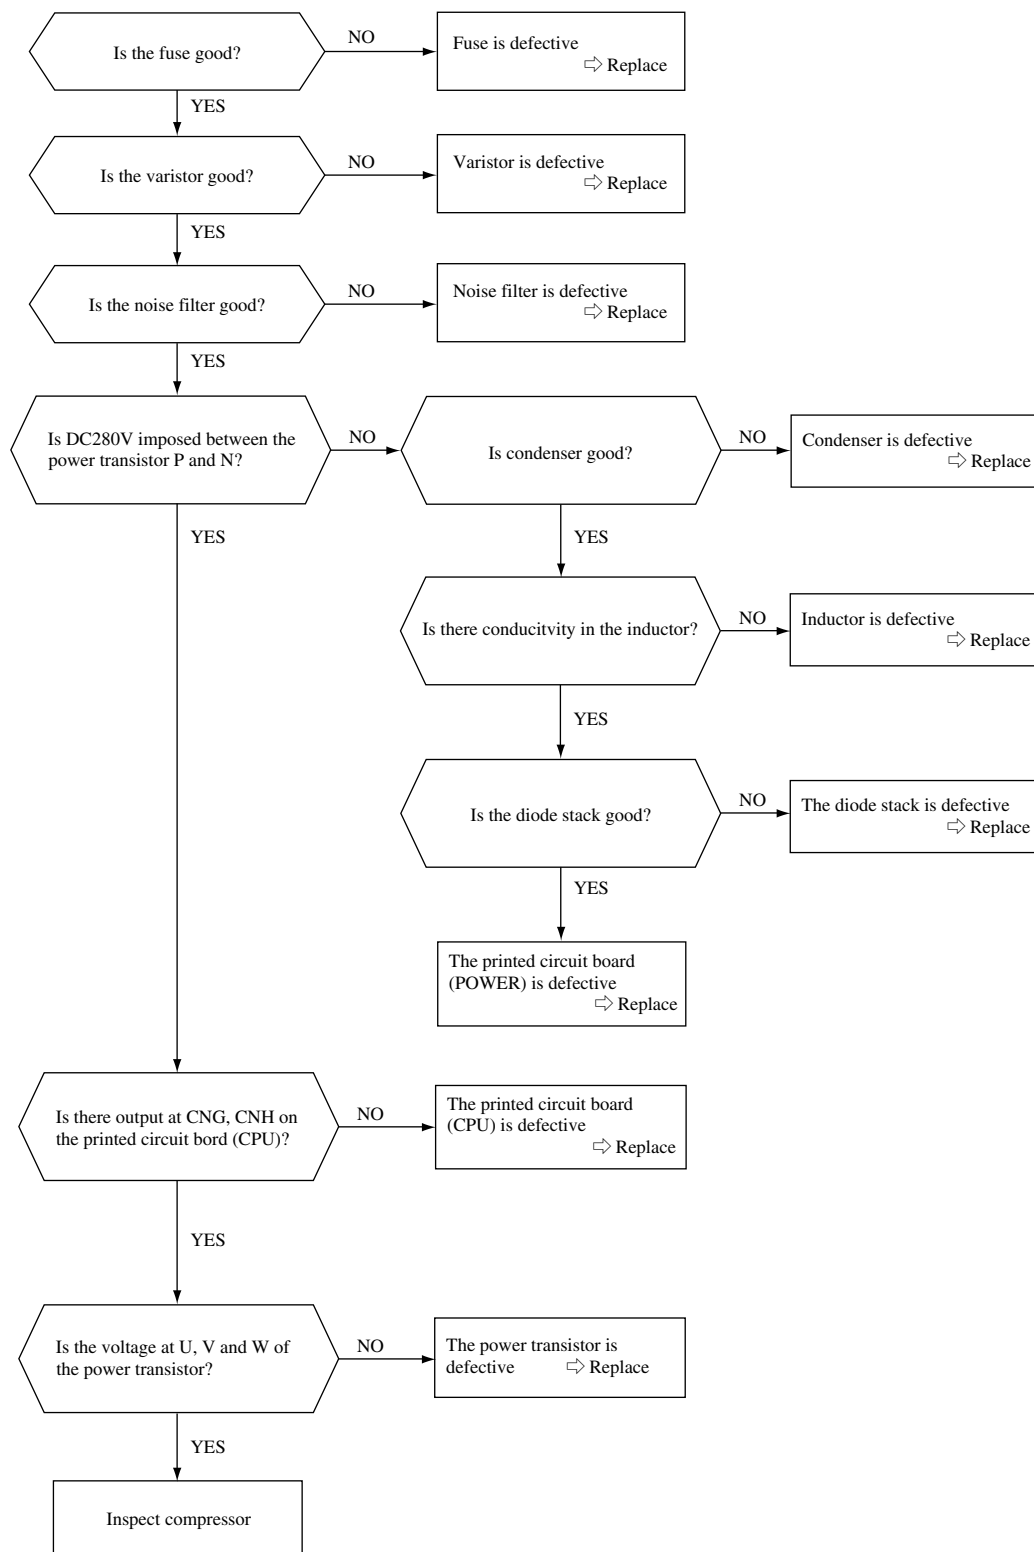 Is the fuse good?
NO
Fuse is defective
⇨ Replace
YES
Is the varistor good?
NO
Varistor is defective
⇨ Replace
YES
Is the noise filter good?
NO
Noise filter is defective
⇨ Replace
YES
Is DC280V imposed between the
power transistor P and N?
NO
Is condenser good?
NO
Condenser is defective
⇨ Replace
YES
YES
Is there conducitvity in the inductor?
NO
Inductor is defective
⇨ Replace
YES
Is the diode stack good?
NO
The diode stack is defective
⇨ Replace
YES
The printed circuit board
(POWER) is defective
⇨ Replace
Is there output at CNG, CNH on
the printed circuit bord (CPU)?
NO
The printed circuit board
(CPU) is defective
⇨ Replace
YES
Is the voltage at U, V and W of
the power transistor?
NO
The power transistor is
defective ⇨ Replace
YES
Inspect compressor